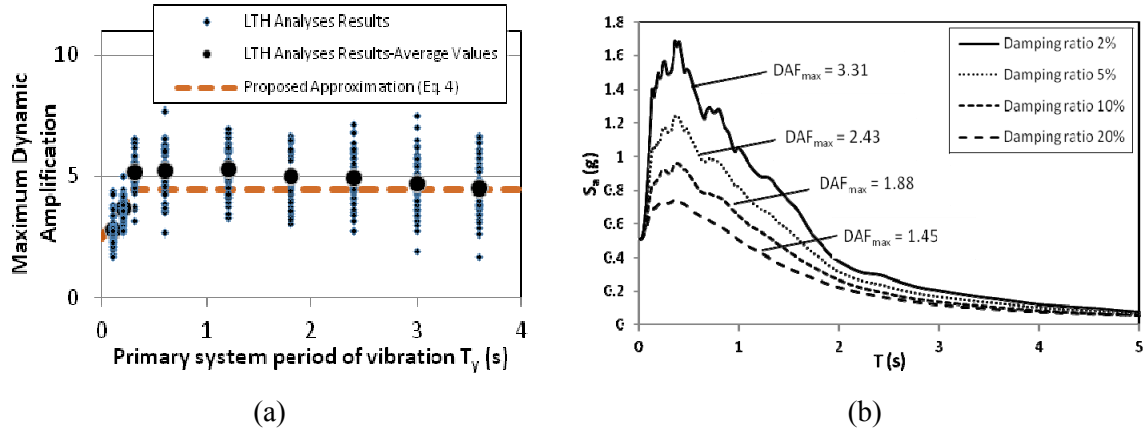 LTH Analyses Results
LTH Analyses Results-Average Values
Proposed Approximation (Eq. 4)
Maximum Dynamic
Amplification
10
5
0
0 1 2 3 4
Primary system period of vibration Ty (s)
(a)
Sa (g)
1.8
1.6
1.4
1.2
1
0.8
0.6
0.4
0.2
0
0 1 2 3 4 5
T (s)
DAFmax = 3.31
DAFmax = 2.43
DAFmax = 1.88
DAFmax = 1.45
Damping ratio 2%
Damping ratio 5%
Damping ratio 10%
Damping ratio 20%
(b)